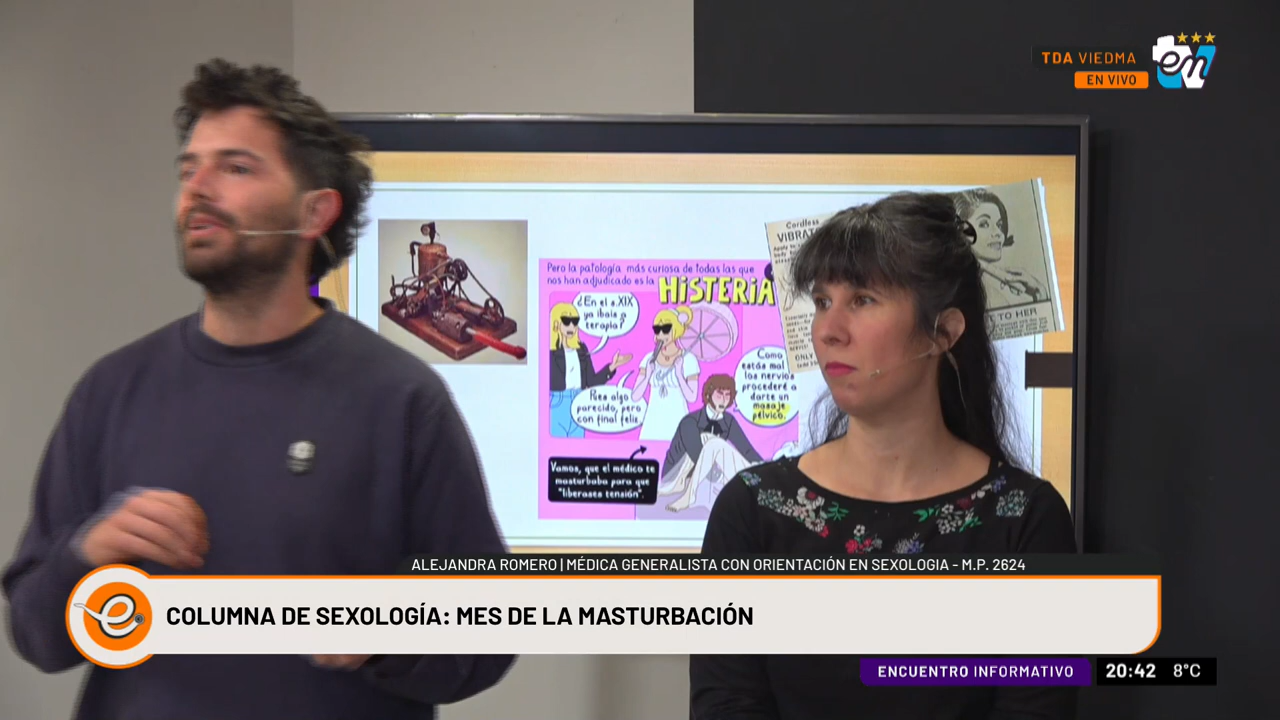 TDA VIEDMA
EN VIVO
em
Cordless
Pero la patología más curiosa de todas las que
nos han adjudicado es la
HISTERIA
¿En el s.XIX
ya ibais a
terapia?
Pues algo
parecido, pero
con final feliz.
Como
estás mal
los nervios
procederé a
darte un
masaje
pélvico.
Vamos, que el médico te
masturbaba para que
"liberases tensión".
TO HER
ONLY
ALEJANDRA ROMERO | MÉDICA GENERALISTA CON ORIENTACIÓN EN SEXOLOGIA - M.P. 2624
e
COLUMNA DE SEXOLOGÍA: MES DE LA MASTURBACIÓN
ENCUENTRO INFORMATIVO
20:42 8°C